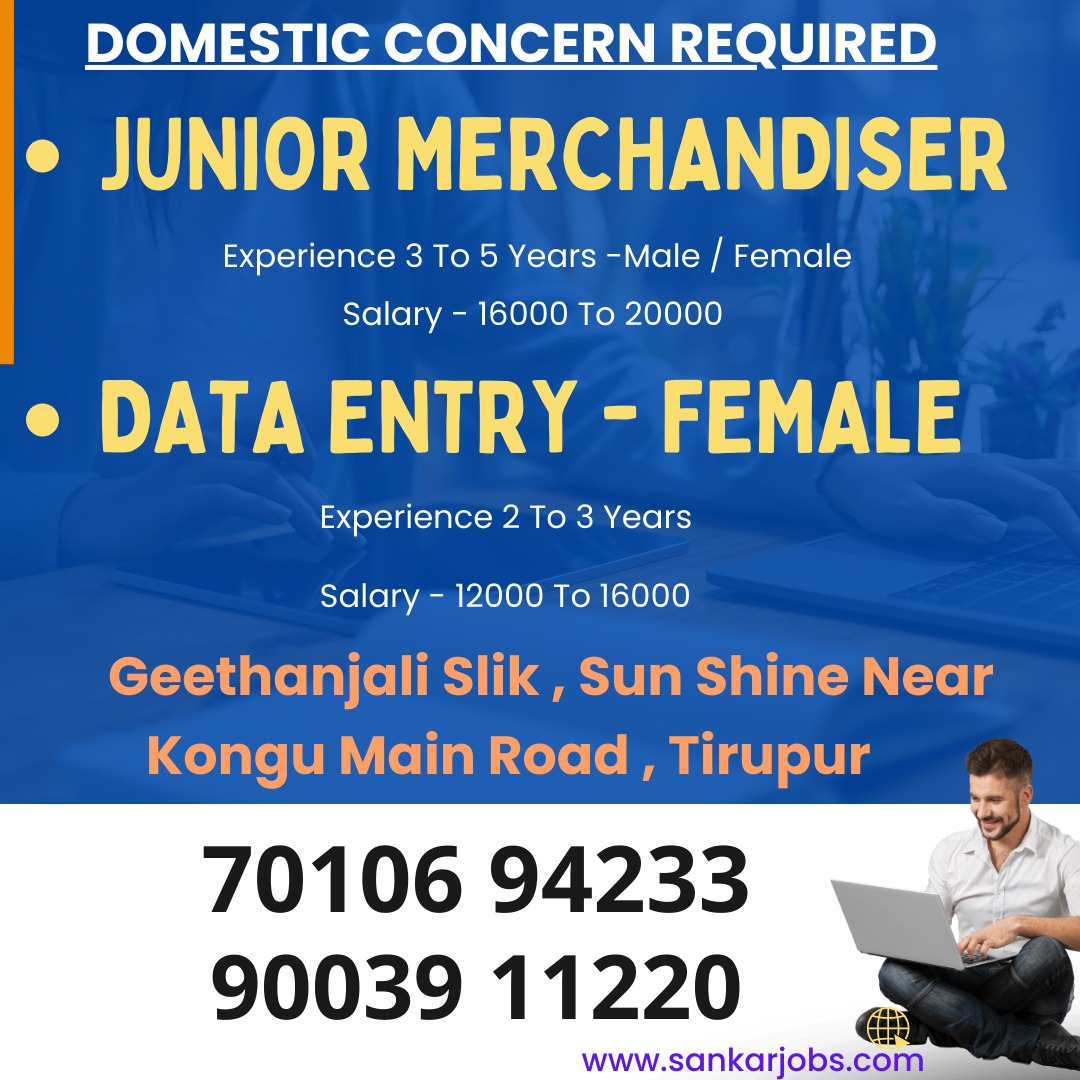 DOMESTIC CONCERN REQUIRED
• JUNIOR MERCHANDISER
Experience 3 To 5 Years -Male / Female
Salary - 16000 To 20000
• DATA ENTRY - FEMALE
Experience 2 To 3 Years
Salary - 12000 To 16000
Geethanjali Slik , Sun Shine Near
Kongu Main Road , Tirupur
70106 94233
90039 11220
www.sankarjobs.com